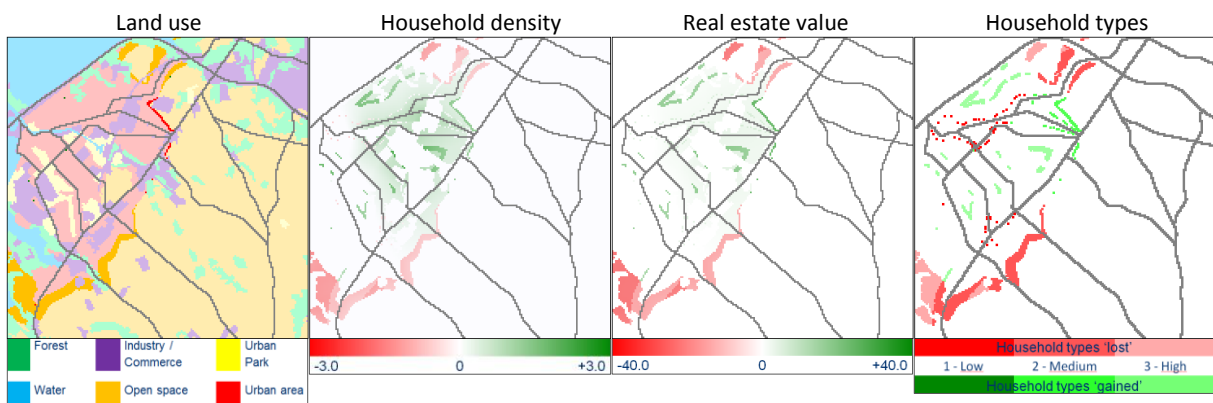 Land use
Household density
Real estate value
Household types
Forest
Industry /
Commerce
Urban
Park
Water
Open space
Urban area
-3.0
0
+3.0
-40.0
0
+40.0
Household types 'lost'
1 - Low
2 - Medium
3 - High
Household types 'gained'